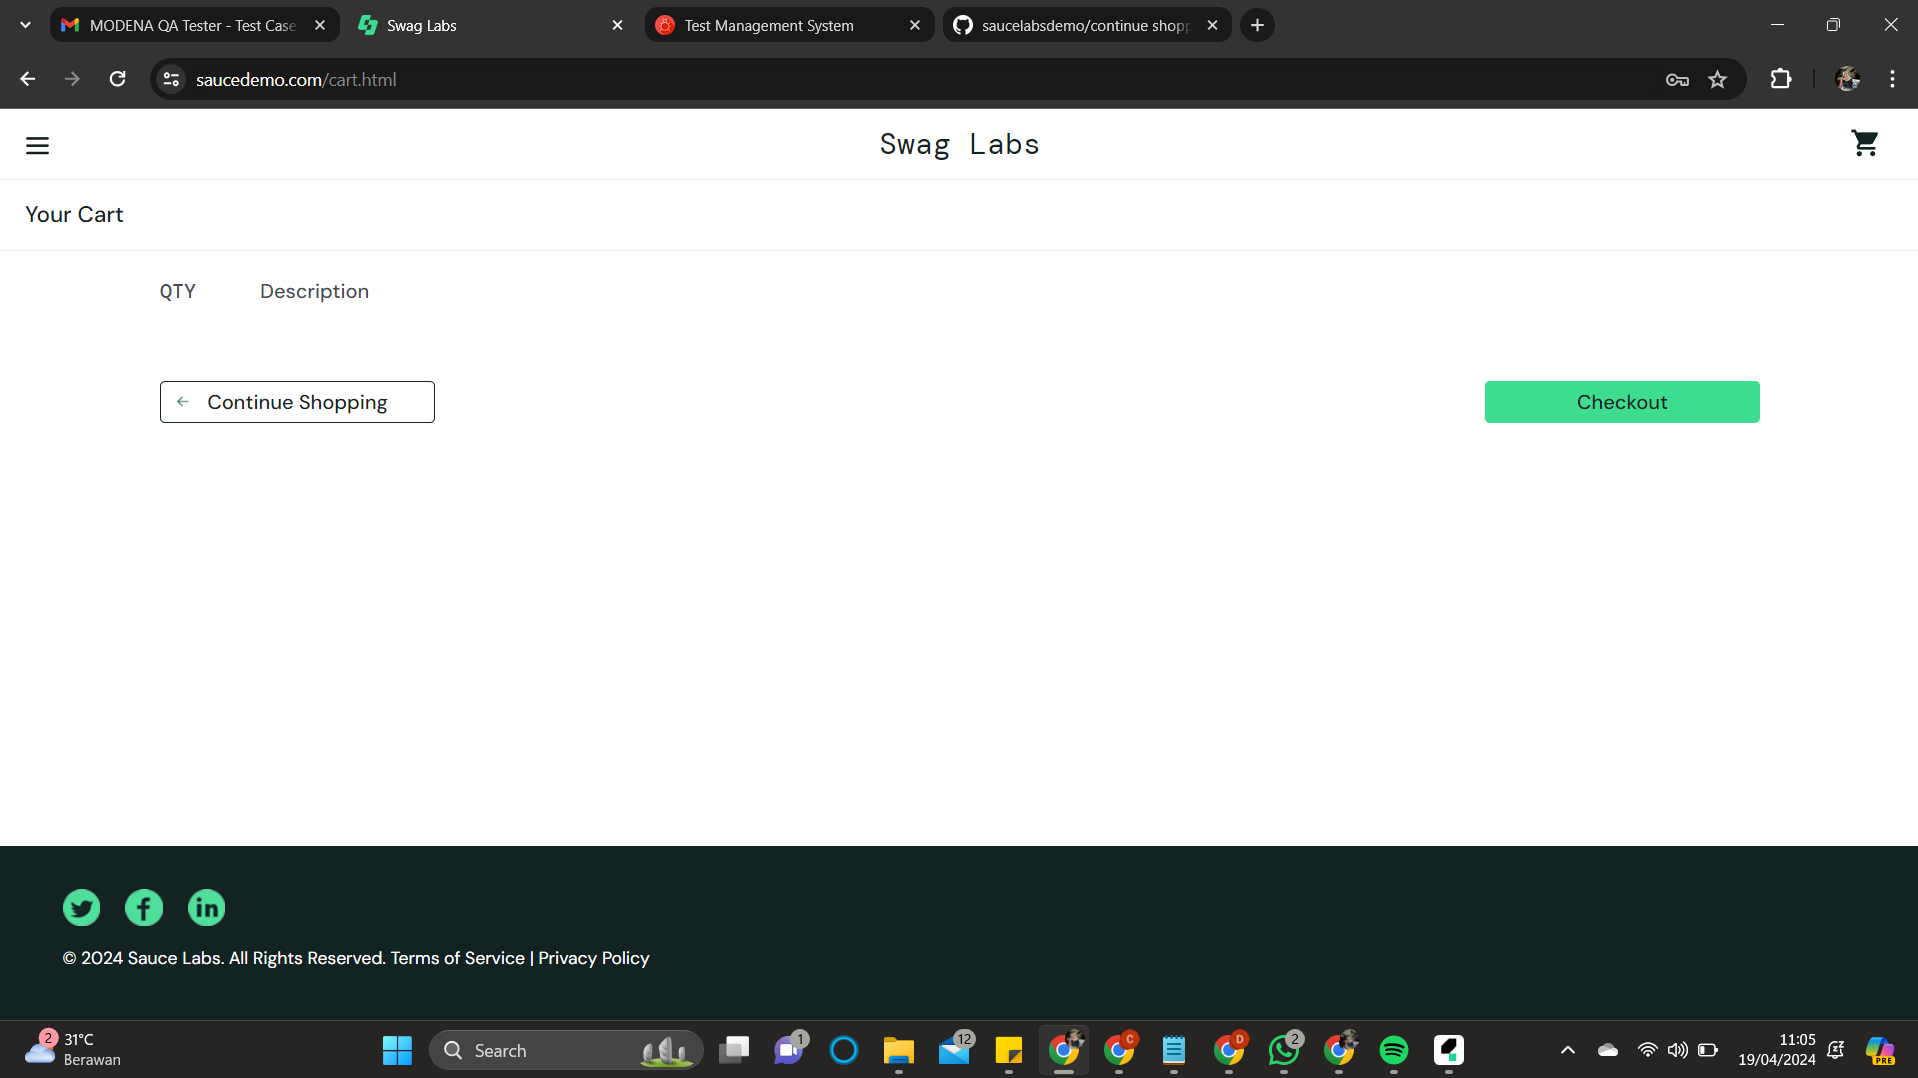 MODENA QA Tester - Test Case
Swag Labs
Test Management System
saucelabsdemo/continue shopp
saucedemo.com/cart.html
Swag Labs
Your Cart
QTY
Description
Continue Shopping
Checkout
© 2024 Sauce Labs. All Rights Reserved. Terms of Service | Privacy Policy
2
31°C
Berawan
Search
1
12
C
D
2
11:05
19/04/2024
PRE